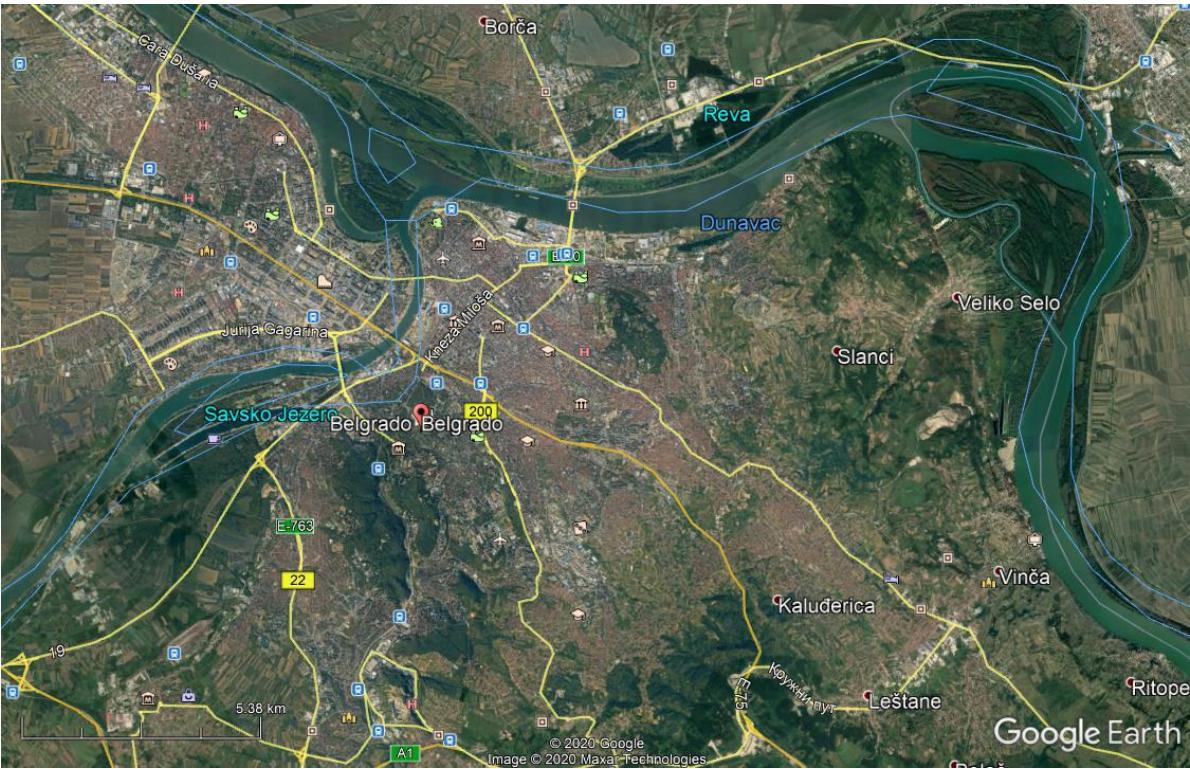 Borča
Cara Dušana
Reva
Dunavac
Veliko Selo
Jurija Gagarina
Kneza Miloša
Slanci
Savsko Jezero
200
Belgrado
Belgrado
E-763
22
Vinča
Kaluđerica
19
Кружни пут
E-75
Ritope
Leštane
5.38 km
A1
© 2020 Google
Image © 2020 Maxar Technologies
Google Earth